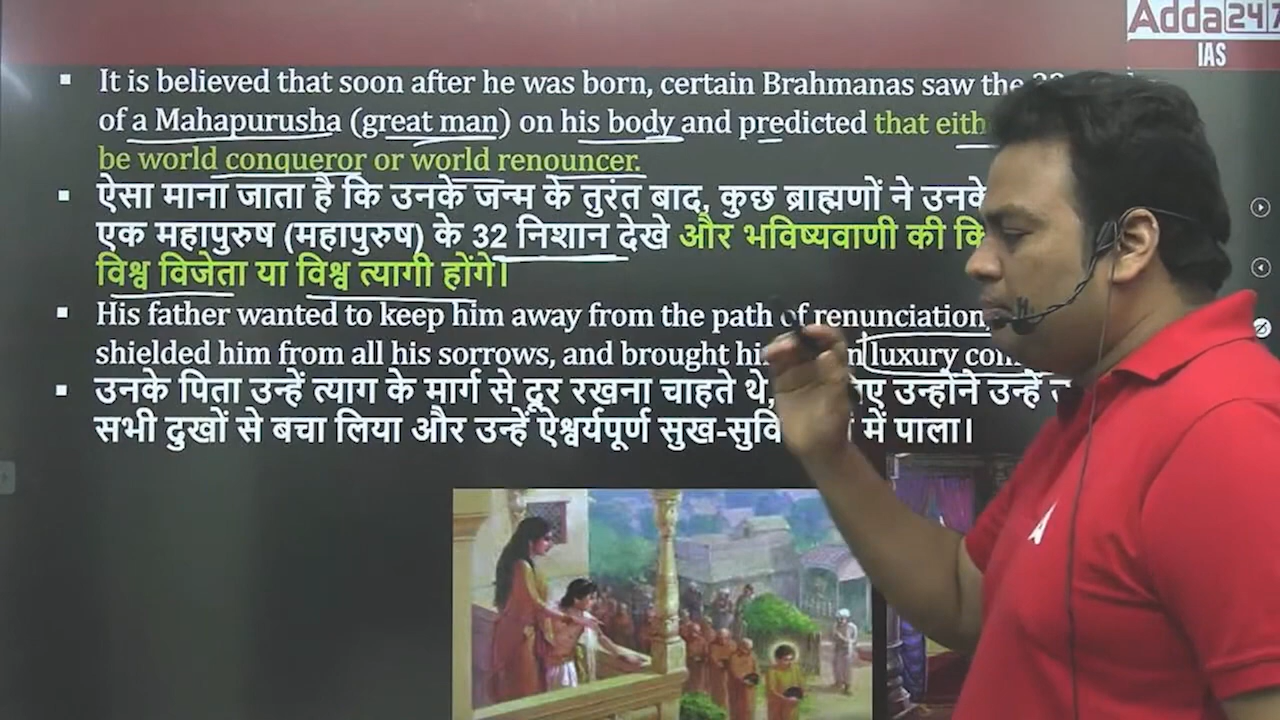 Adda247
IAS
▪ It is believed that soon after he was born, certain Brahmanas saw the
of a Mahapurusha (great man) on his body and predicted that
be world conqueror or world renouncer.
▪ ऐसा माना जाता है कि उनके जन्म के तुरंत बाद, कुछ ब्राह्मणों ने उनके
एक महापुरुष (महापुरुष) के 32 निशान देखे और भविष्यवाणी की
विश्व विजेता या विश्व त्यागी होंगे।
▪ His father wanted to keep him away from the path of renunciation,
shielded him from all his sorrows, and brought luxury
▪ उनके पिता उन्हें त्याग के मार्ग से दूर रखना चाहते थे, उन्होंने उन्हें
सभी दुखों से बचा लिया और उन्हें ऐश्वर्यपूर्ण में पाला।